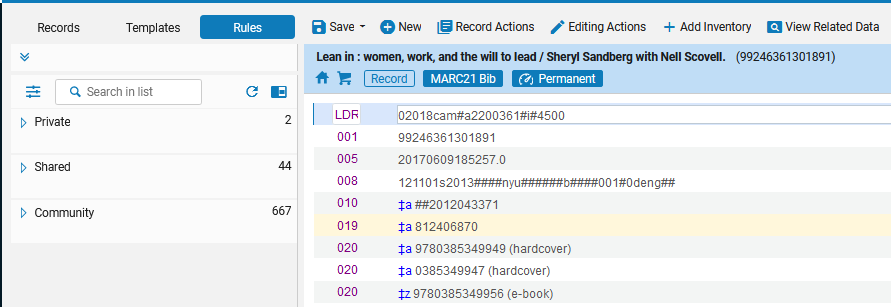 Records Templates Rules
Save New Record Actions Editing Actions Add Inventory View Related Data
Lean in : women, work, and the will to lead / Sheryl Sandberg with Nell Scovell. (99246361301891)
Record MARC21 Bib Permanent
Search in list
Private 2
Shared 44
Community 667
LDR 02018cam#a2200361#i#4500
001 99246361301891
005 20170609185257.0
008 121101s2013####nyu######b####001#0deng##
010 ‡a ##2012043371
019 ‡a 812406870
020 ‡a 9780385349949 (hardcover)
020 ‡a 0385349947 (hardcover)
020 ‡z 9780385349956 (e-book)